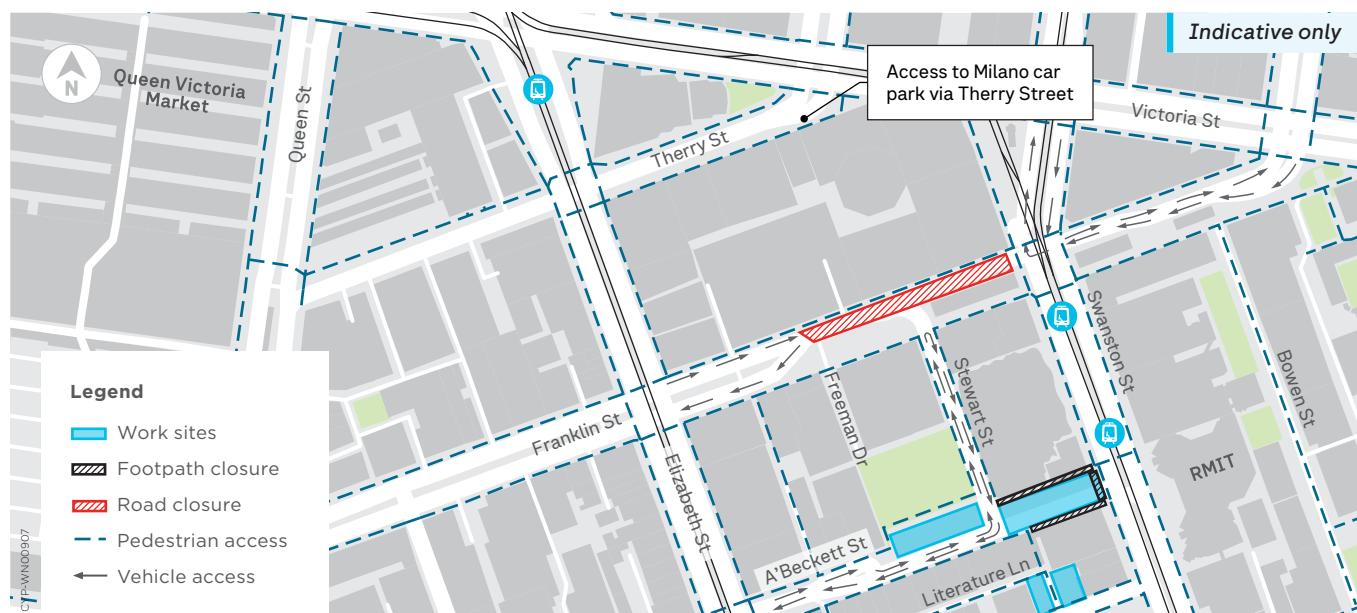 Indicative only
N
Queen Victoria
Market
Queen St
Access to Milano car
park via Therry Street
Victoria St
Therry St
Swanston St
Bowen St
Stewart St
Freeman Dr
Franklin St
Elizabeth St
RMIT
A'Beckett St
Literature Ln
Legend
Work sites
Footpath closure
Road closure
Pedestrian access
Vehicle access
CYP-WN00907